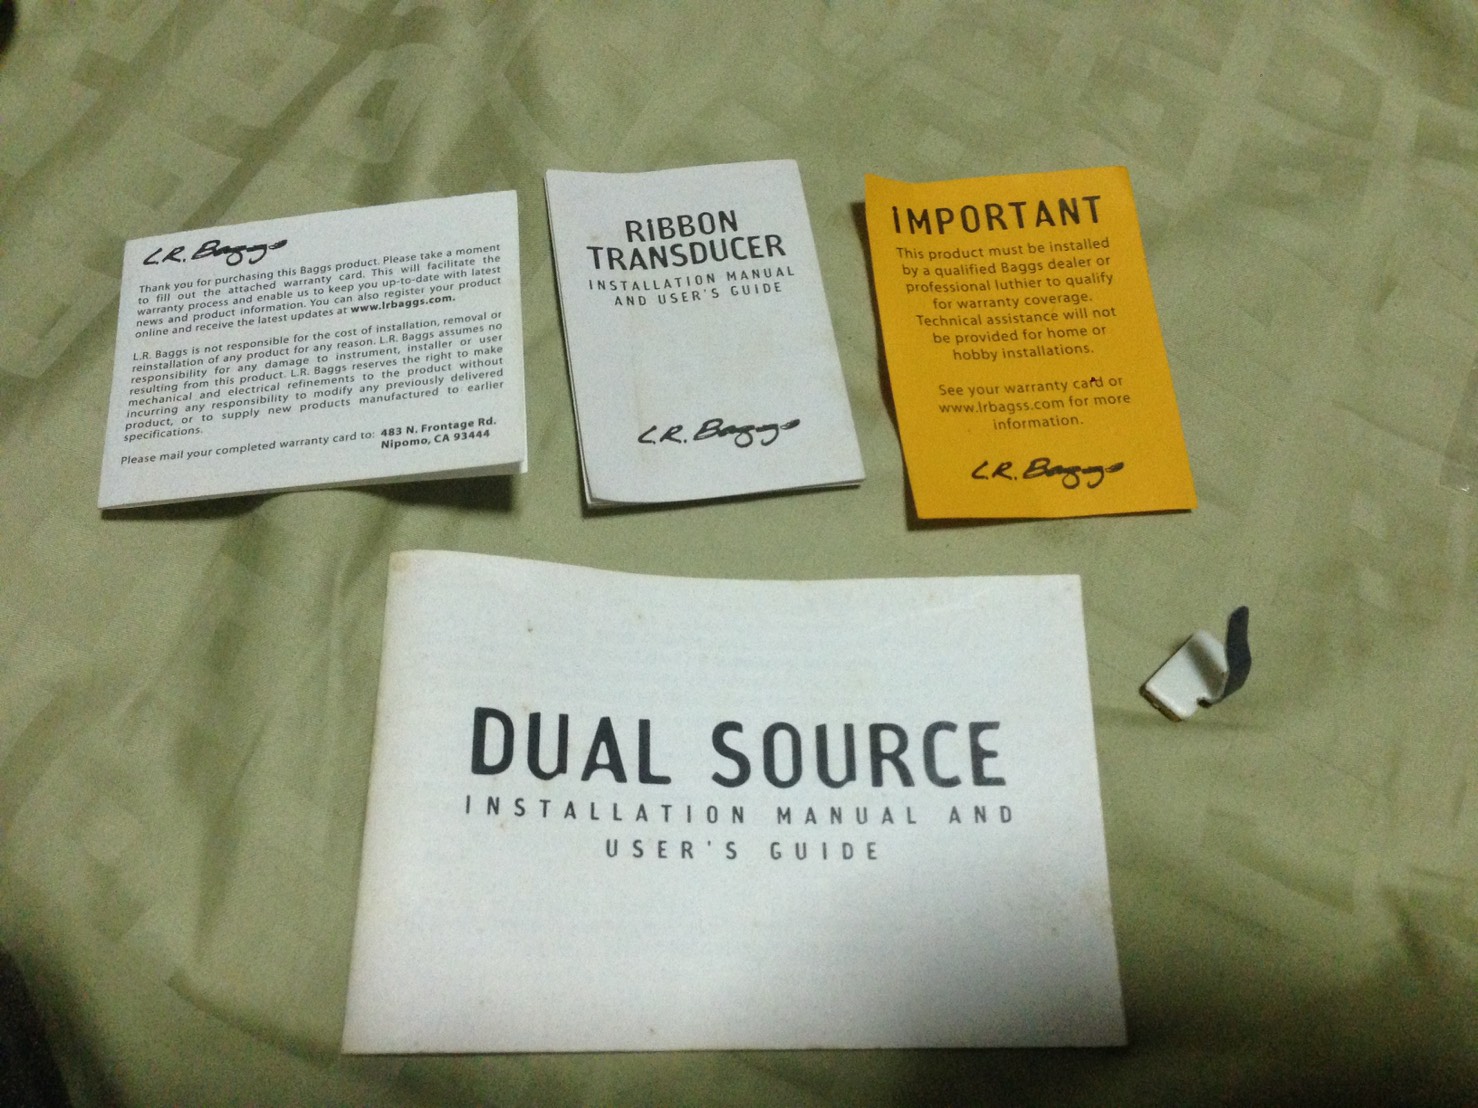 L.R. Baggs
Thank you for purchasing this Baggs product. Please take a moment
to fill out the attached warranty card. This will facilitate the
warranty process and enable us to keep you up-to-date with latest
news and product information. You can also register your product
online and receive the latest updates at www.lrbaggs.com.
L.R. Baggs is not responsible for the cost of installation, removal or
reinstallation of any product for any reason. L.R. Baggs assumes no
responsibility for any damage to instrument, installer or user
resulting from this product. L.R. Baggs reserves the right to make
mechanical and electrical refinements to the product without
incurring any responsibility to modify any previously delivered
product, or to supply new products manufactured to earlier
specifications.
Please mail your completed warranty card to: 483 N. Frontage Rd.
Nipomo, CA 93444
RIBBON
TRANSDUCER
INSTALLATION MANUAL
AND USER'S GUIDE
L.R. Baggs
IMPORTANT
This product must be installed
by a qualified Baggs dealer or
professional luthier to qualify
for warranty coverage.
Technical assistance will not
be provided for home or
hobby installations.
See your warranty card or
www.lrbagss.com for more
information.
L.R. Baggs
DUAL SOURCE
INSTALLATION MANUAL AND
USER'S GUIDE